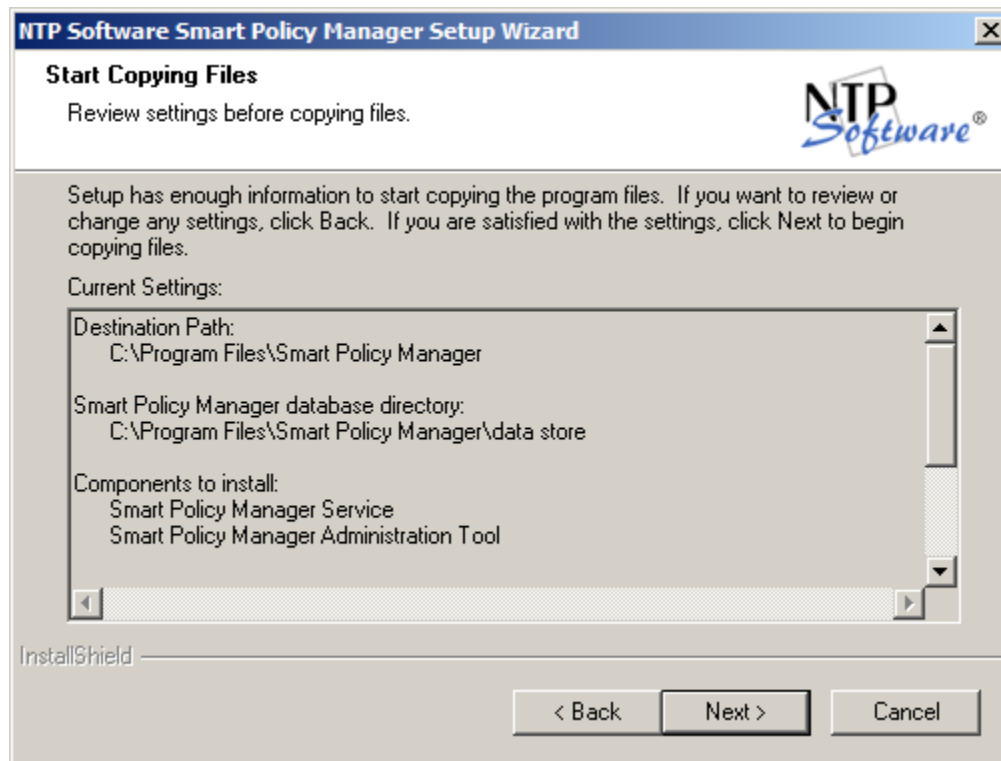 NTP Software Smart Policy Manager Setup Wizard
Start Copying Files
Review settings before copying files.
NTP
Software®
Setup has enough information to start copying the program files.  If you want to review or
change any settings, click Back.  If you are satisfied with the settings, click Next to begin
copying files.
Current Settings:
Destination Path:
C:\Program Files\Smart Policy Manager
Smart Policy Manager database directory:
C:\Program Files\Smart Policy Manager\data store
Components to install:
Smart Policy Manager Service
Smart Policy Manager Administration Tool
InstallShield
< Back Next > Cancel